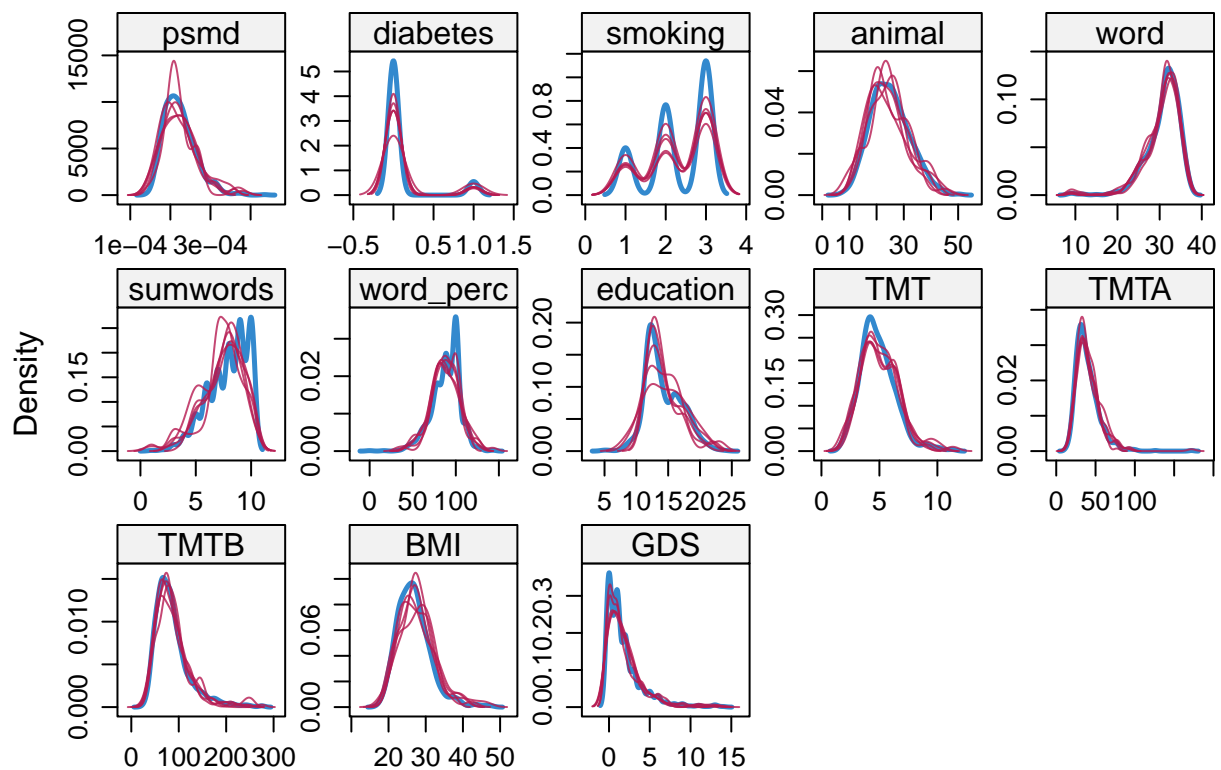 psmd diabetes smoking animal word
0 5000 15000
0 1 2 3 4 5
0.0 0.4 0.8
0.00 0.04
0.00 0.10
1e−04 3e−04
−0.5 0.5 1.0 1.5
0 1 2 3 4
0 10 30 50
10 20 30 40
Density
sumwords word_perc education TMT TMTA
0.00 0.15
0.00 0.02
0.00 0.10 0.20
0.00 0.15 0.30
0.00 0.02
0 5 10
0 50 100
5 10 15 20 25
0 5 10
0 50 100
TMTB BMI GDS
0.000 0.010
0.00 0.06
0.0 0.1 0.2 0.3
0 100 200 300
20 30 40 50
0 5 10 15